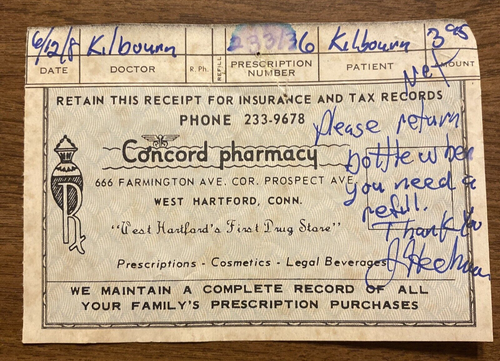 6/12/8 Kilbourn 233136 Kilbourn 3.95
DATE DOCTOR R. Ph. REFILL PRESCRIPTION NUMBER PATIENT AMOUNT
Net
RETAIN THIS RECEIPT FOR INSURANCE AND TAX RECORDS
PHONE 233-9678
Concord pharmacy
666 FARMINGTON AVE. COR. PROSPECT AVE
WEST HARTFORD, CONN.
"West Hartford's First Drug Store"
Prescriptions - Cosmetics - Legal Beverages
WE MAINTAIN A COMPLETE RECORD OF ALL
YOUR FAMILY'S PRESCRIPTION PURCHASES
Please return
bottle when
you need a
refill.
Thank You